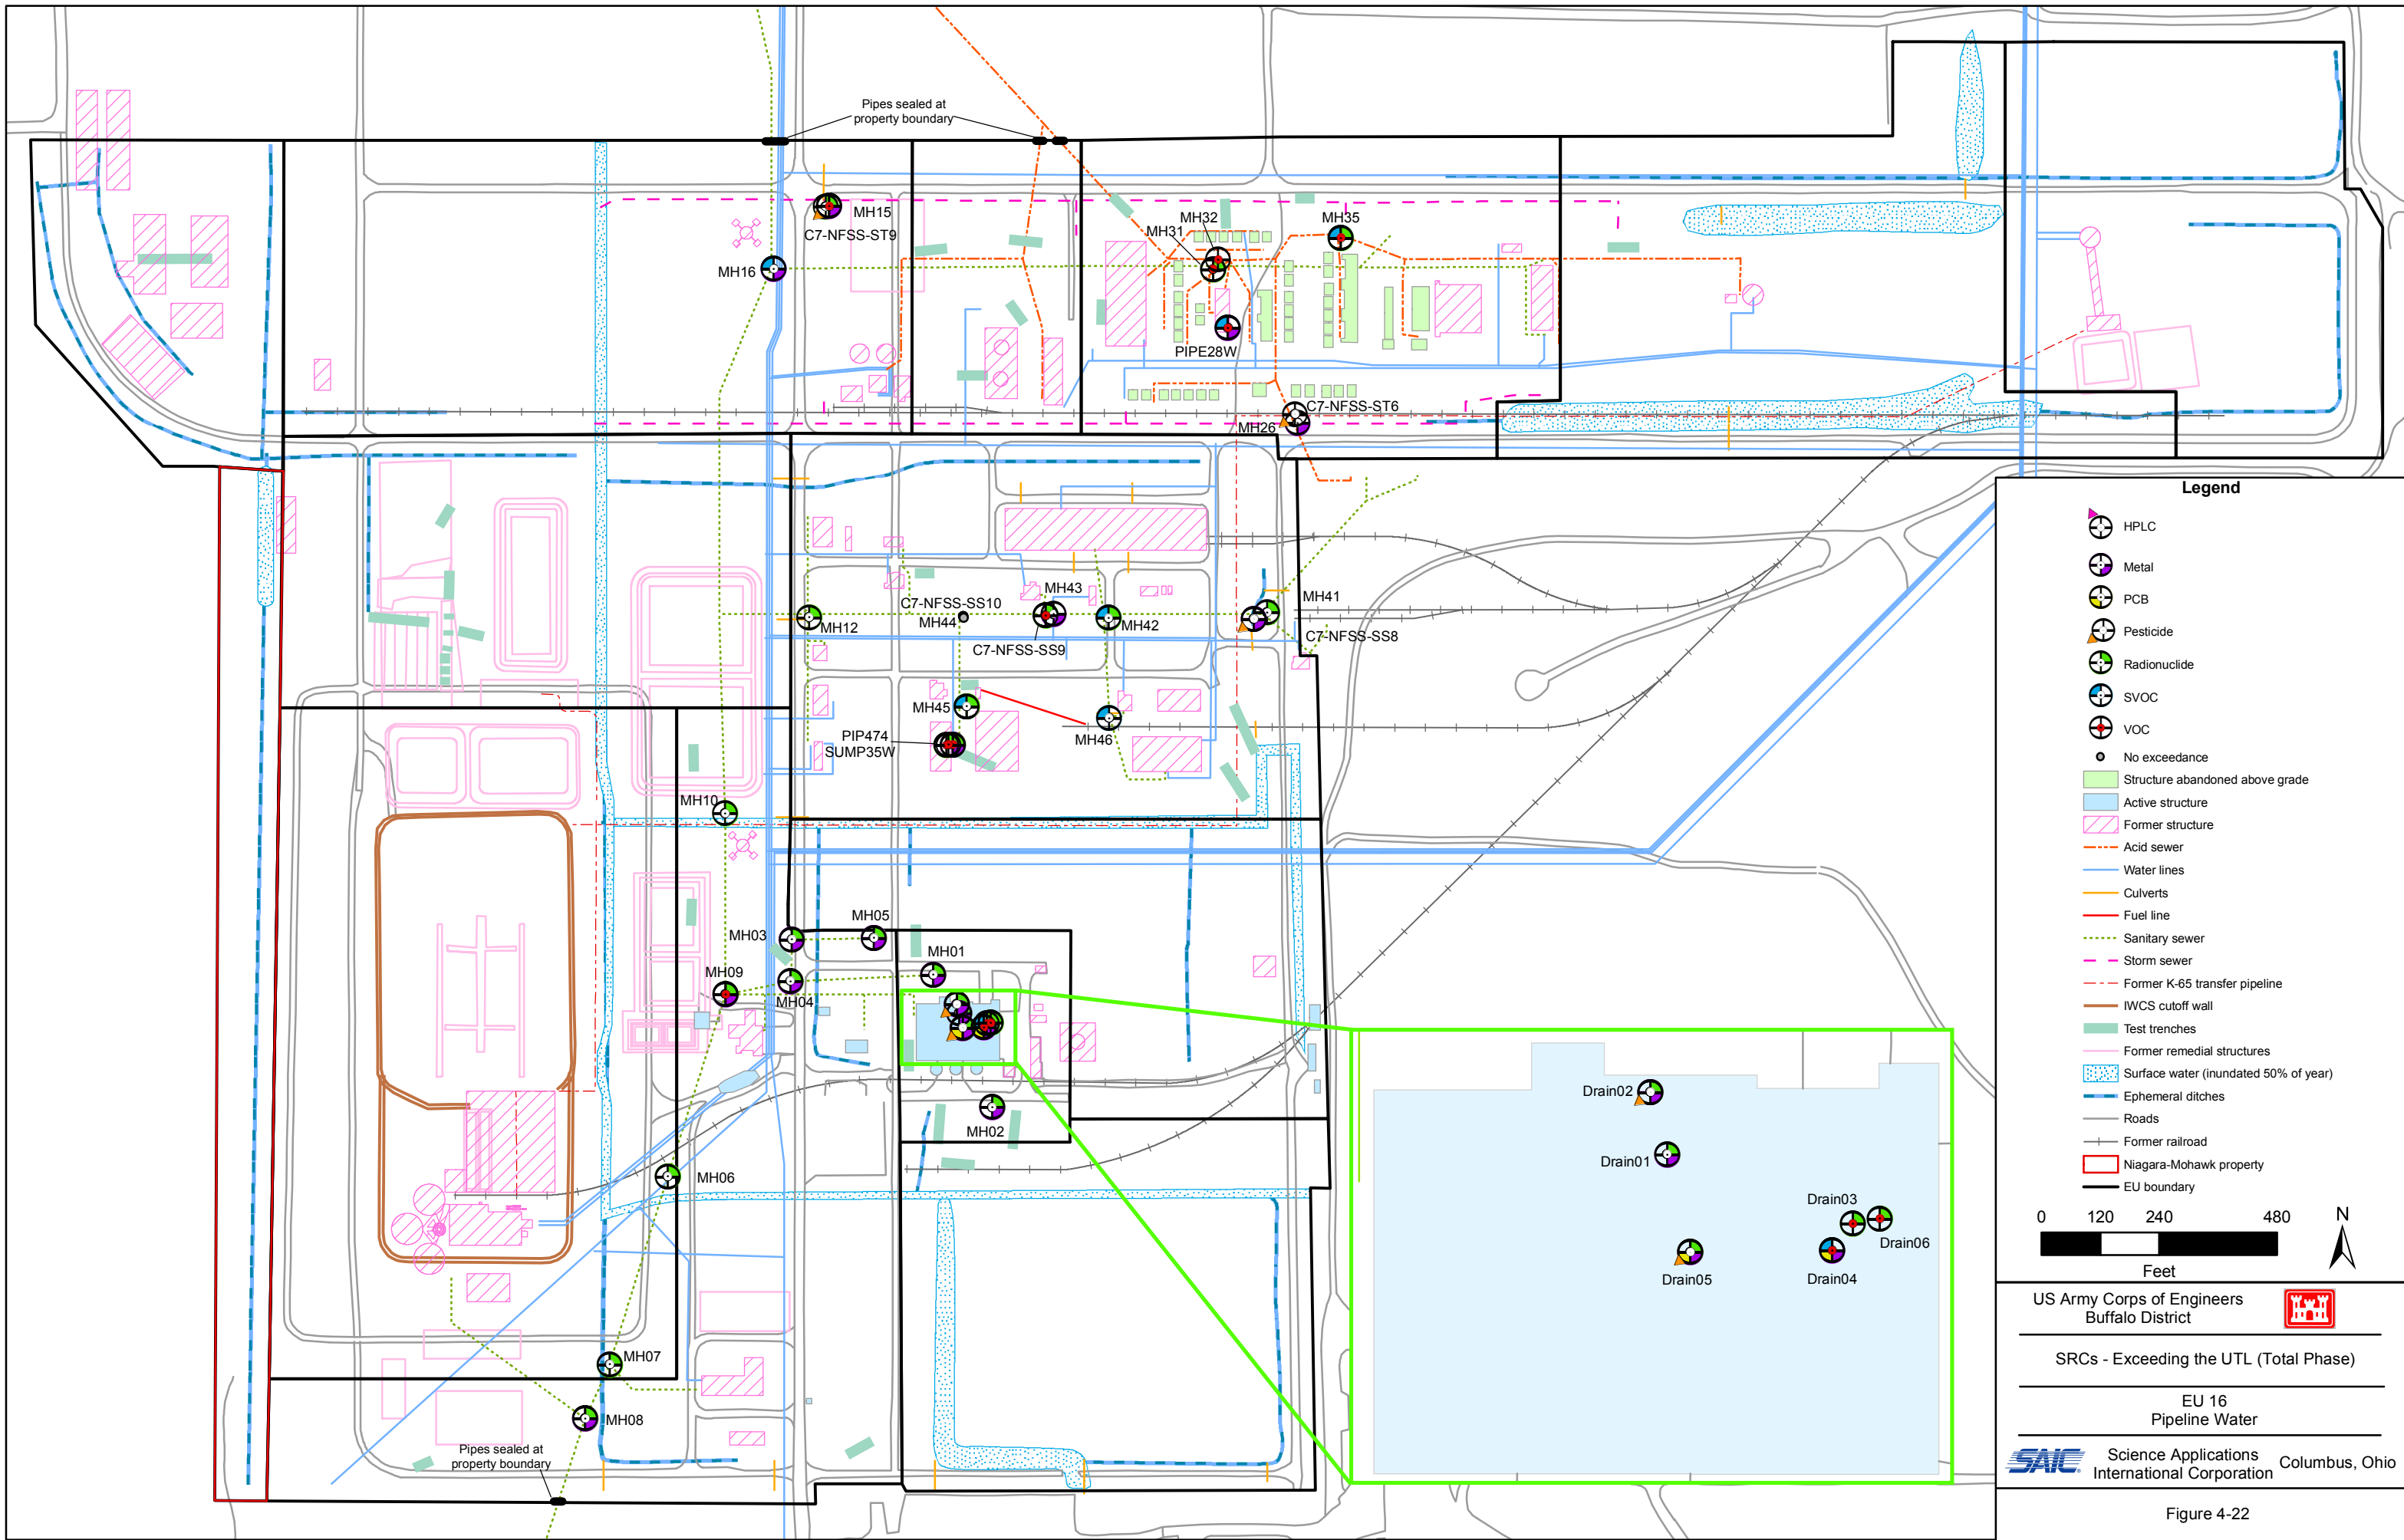 Pipes sealed at
property boundary
MH15
C7-NFSS-ST9
MH16
MH32
MH31
MH35
PIPE28W
C7-NFSS-ST6
MH26
MH43
C7-NFSS-SS10
MH44
MH12
C7-NFSS-SS9
MH42
MH41
C7-NFSS-SS8
MH45
MH46
PIP474
SUMP35W
MH10
MH05
MH03
MH01
MH09
MH04
MH02
MH06
MH07
MH08
Pipes sealed at
property boundary
Drain02
Drain01
Drain03
Drain06
Drain05
Drain04
Legend
HPLC
Metal
PCB
Pesticide
Radionuclide
SVOC
VOC
No exceedance
Structure abandoned above grade
Active structure
Former structure
Acid sewer
Water lines
Culverts
Fuel line
Sanitary sewer
Storm sewer
Former K-65 transfer pipeline
IWCS cutoff wall
Test trenches
Former remedial structures
Surface water (inundated 50% of year)
Ephemeral ditches
Roads
Former railroad
Niagara-Mohawk property
EU boundary
0 120 240 480
N
Feet
US Army Corps of Engineers
Buffalo District
SRCs - Exceeding the UTL (Total Phase)
EU 16
Pipeline Water
SAIC
Science Applications
International Corporation
Columbus, Ohio
Figure 4-22